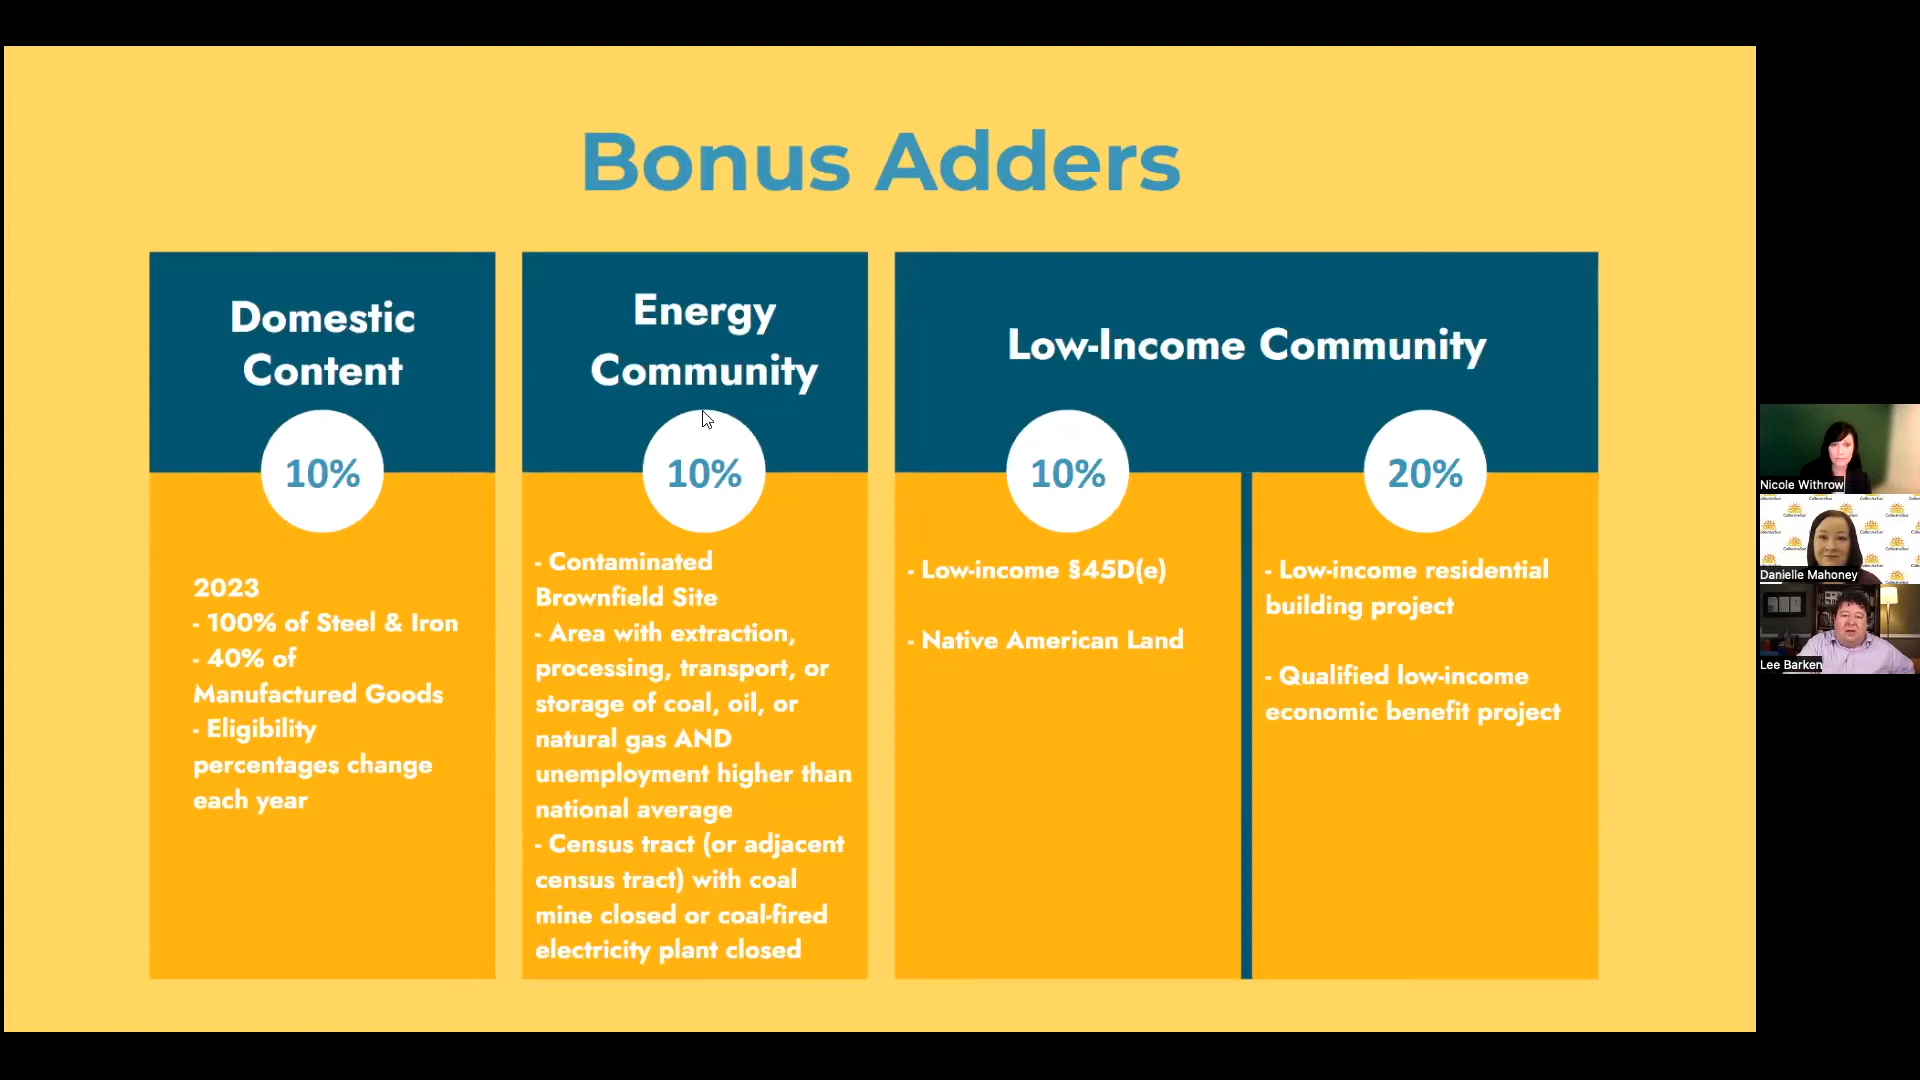 Bonus Adders
Domestic
Content
10%
2023
- 100% of Steel & Iron
- 40% of
Manufactured Goods
- Eligibility
percentages change
each year
Energy
Community
10%
- Contaminated
Brownfield Site
- Area with extraction,
processing, transport, or
storage of coal, oil, or
natural gas AND
unemployment higher than
national average
- Census tract (or adjacent
census tract) with coal
mine closed or coal-fired
electricity plant closed
Low-Income Community
10%
- Low-income §45D(e)
- Native American Land
20%
- Low-income residential
building project
- Qualified low-income
economic benefit project
Nicole Withrow
CollectiveSun
Danielle Mahoney
Lee Barken